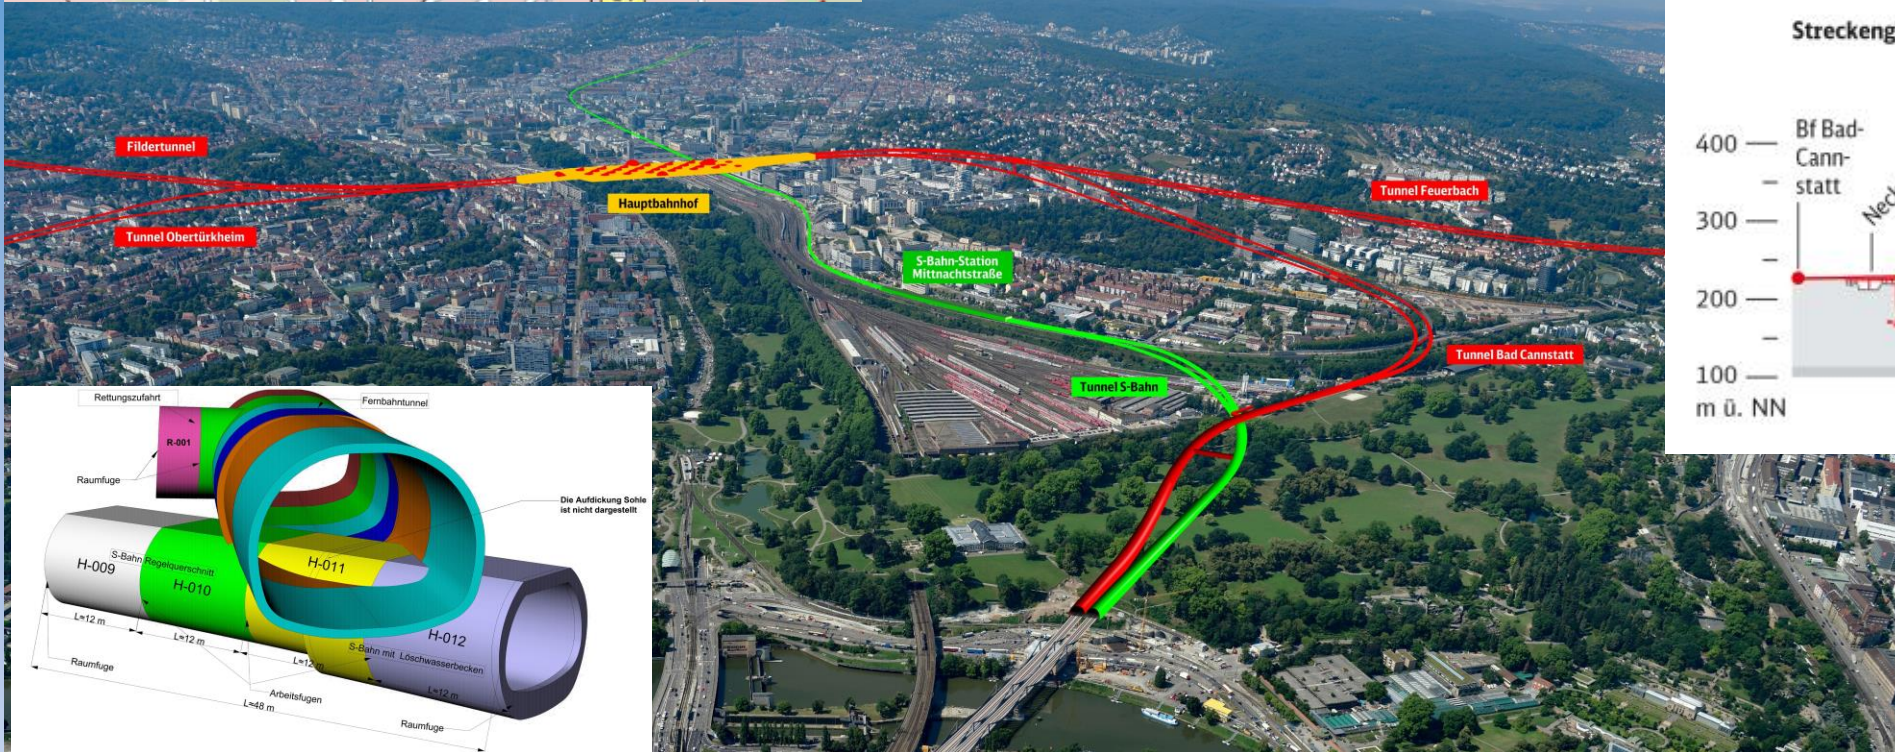 Fildertunnel
Tunnel Obertürkheim
Hauptbahnhof
S-Bahn-Station
Mittnachtstraße
Tunnel Feuerbach
Tunnel Bad Cannstatt
Tunnel S-Bahn
Streckeng
400
Bf Bad-
Cann-
statt
300
200
100
m ü. NN
Rettungszufahrt
Fernbahntunnel
R-001
Raumfuge
Die Aufdickung Sohle
ist nicht dargestellt
H-009
S-Bahn Regelquerschnitt
H-010
H-011
H-012
S-Bahn mit Löschwasserbecken
L=12 m
L=12 m
L=12 m
L=12 m
Raumfuge
Arbeitsfugen
L=48 m
Raumfuge